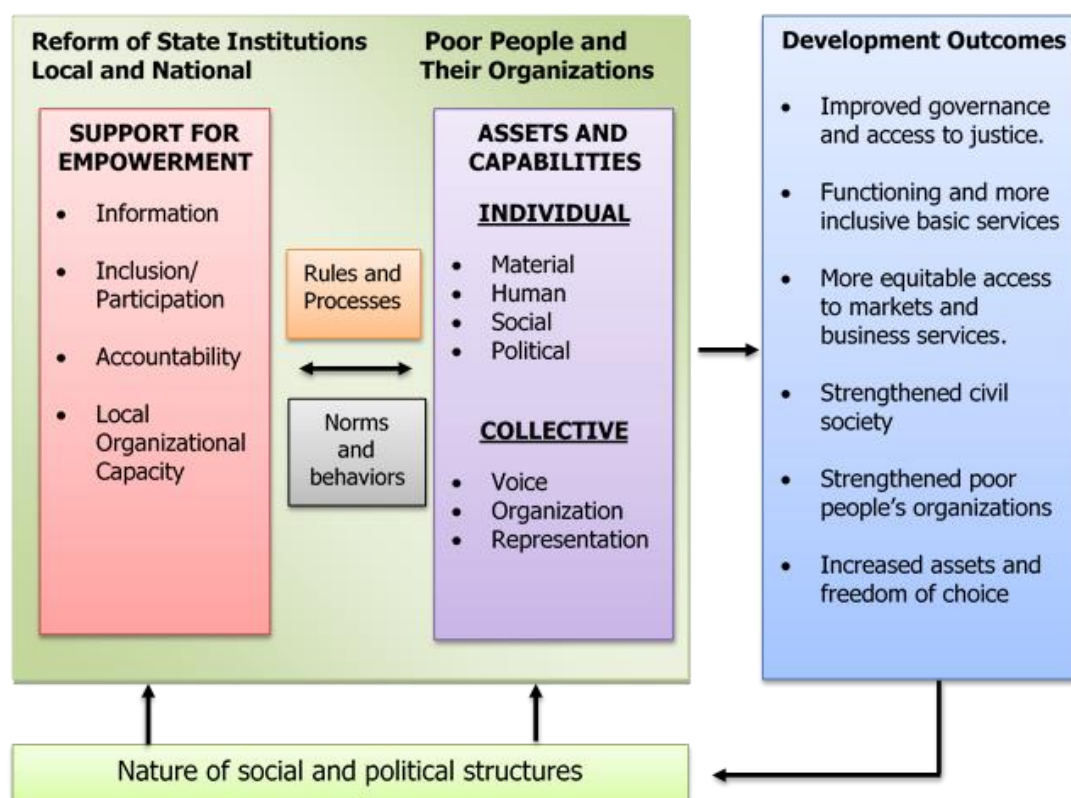 Reform of State Institutions
Local and National
SUPPORT FOR
EMPOWERMENT
• Information
• Inclusion/
Participation
• Accountability
• Local
Organizational
Capacity
Rules and
Processes
Norms
and
behaviors
Poor People and
Their Organizations
ASSETS AND
CAPABILITIES
INDIVIDUAL
• Material
• Human
• Social
• Political
COLLECTIVE
• Voice
• Organization
• Representation
Development Outcomes
• Improved governance
and access to justice.
• Functioning and more
inclusive basic services
• More equitable access
to markets and
business services.
• Strengthened civil
society
• Strengthened poor
people’s organizations
• Increased assets and
freedom of choice
Nature of social and political structures